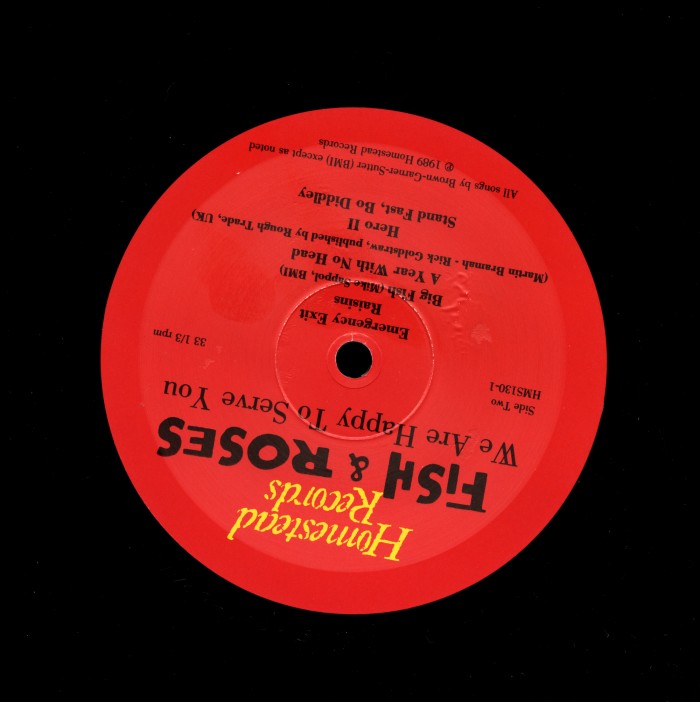 Homestead
Records
FiSH & ROSES
We Are Happy To Serve You
Side Two
HMS130-1
33 1/3 rpm
Emergency Exit
Raisins
Big Fish (Mike Sappol, BMI)
A Year With No Head
(Martin Bramah - Rick Goldstraw, published by Rough Trade, UK)
Hero II
Stand Fast, Bo Diddley
All songs by Brown-Garner-Sutter (BMI) except as noted
℗ 1989 Homestead Records